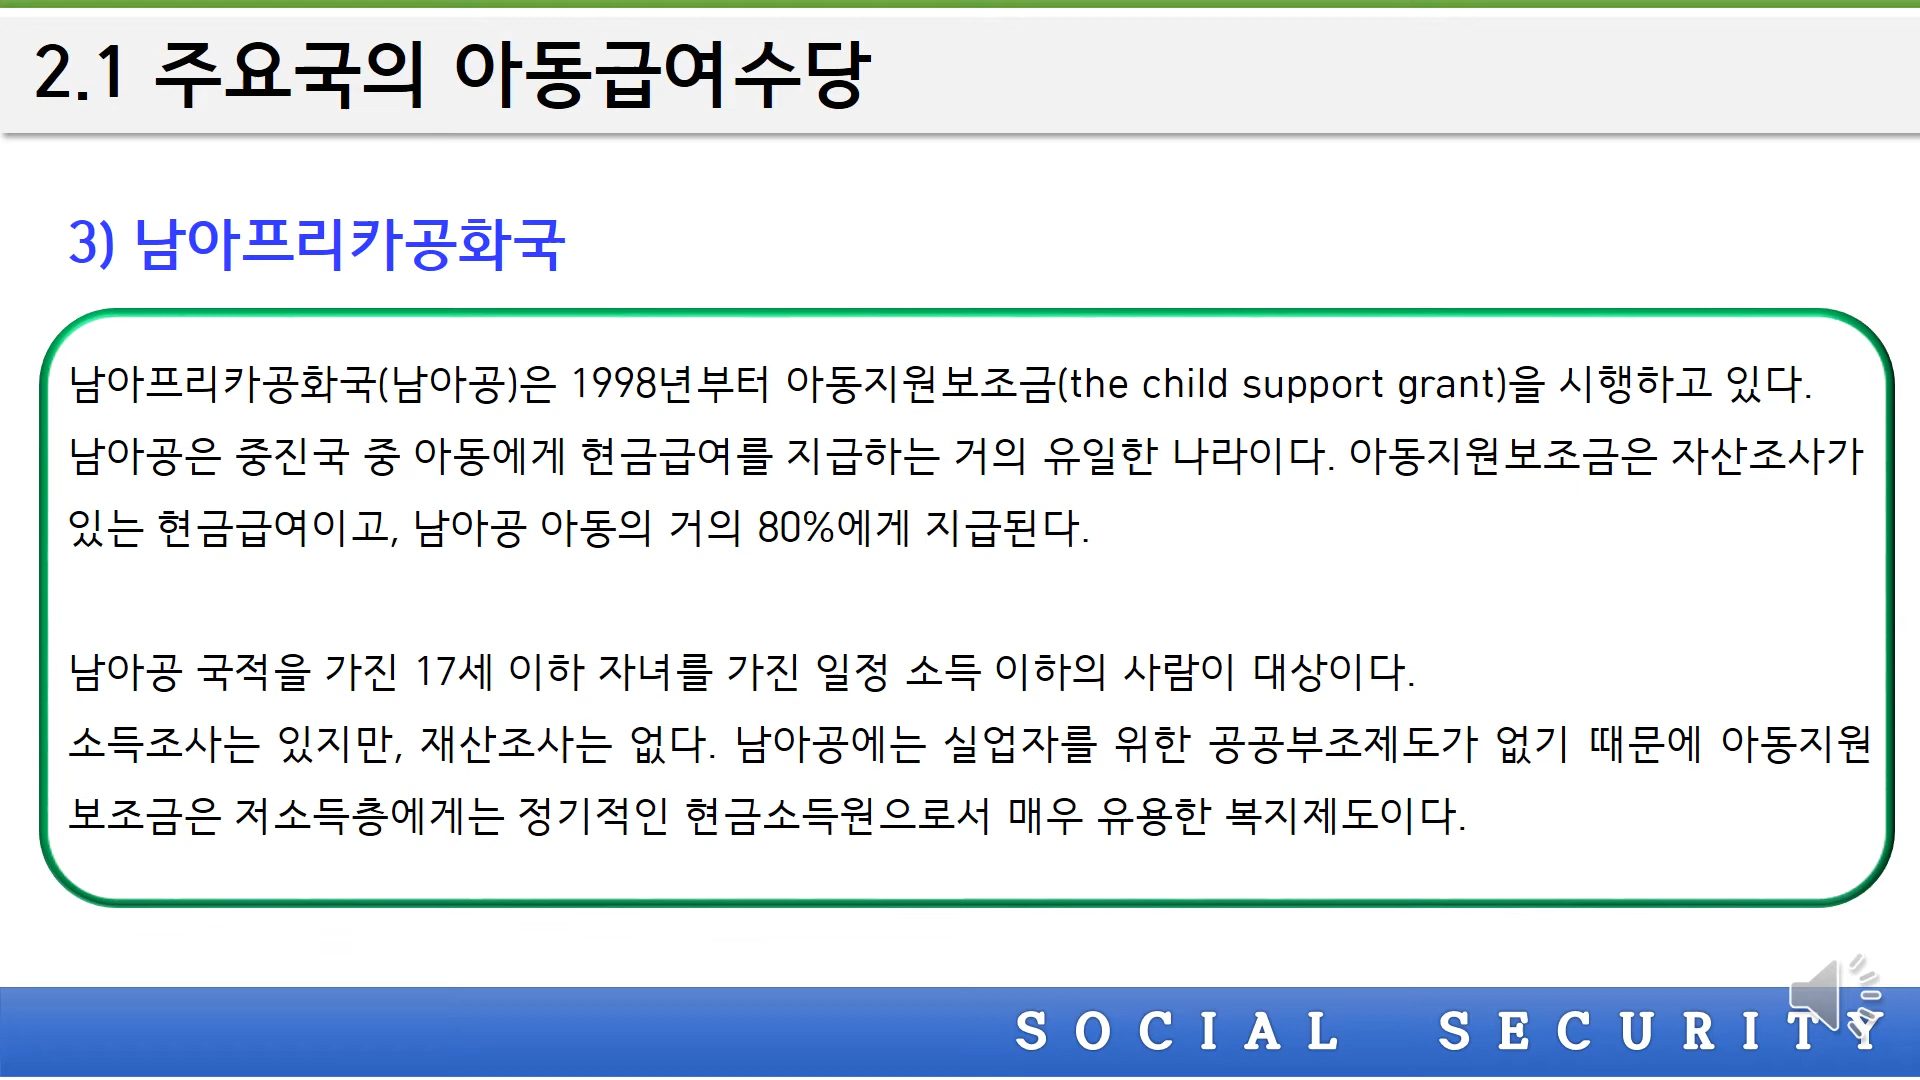 2.1 주요국의 아동급여수당
3) 남아프리카공화국
남아프리카공화국(남아공)은 1998년부터 아동지원보조금(the child support grant)을 시행하고 있다.
남아공은 중진국 중 아동에게 현금급여를 지급하는 거의 유일한 나라이다. 아동지원보조금은 자산조사가
있는 현금급여이고, 남아공 아동의 거의 80%에게 지급된다.
남아공 국적을 가진 17세 이하 자녀를 가진 일정 소득 이하의 사람이 대상이다.
소득조사는 있지만, 재산조사는 없다. 남아공에는 실업자를 위한 공공부조제도가 없기 때문에 아동지원
보조금은 저소득층에게는 정기적인 현금소득원으로서 매우 유용한 복지제도이다.
SOCIAL SECURITY